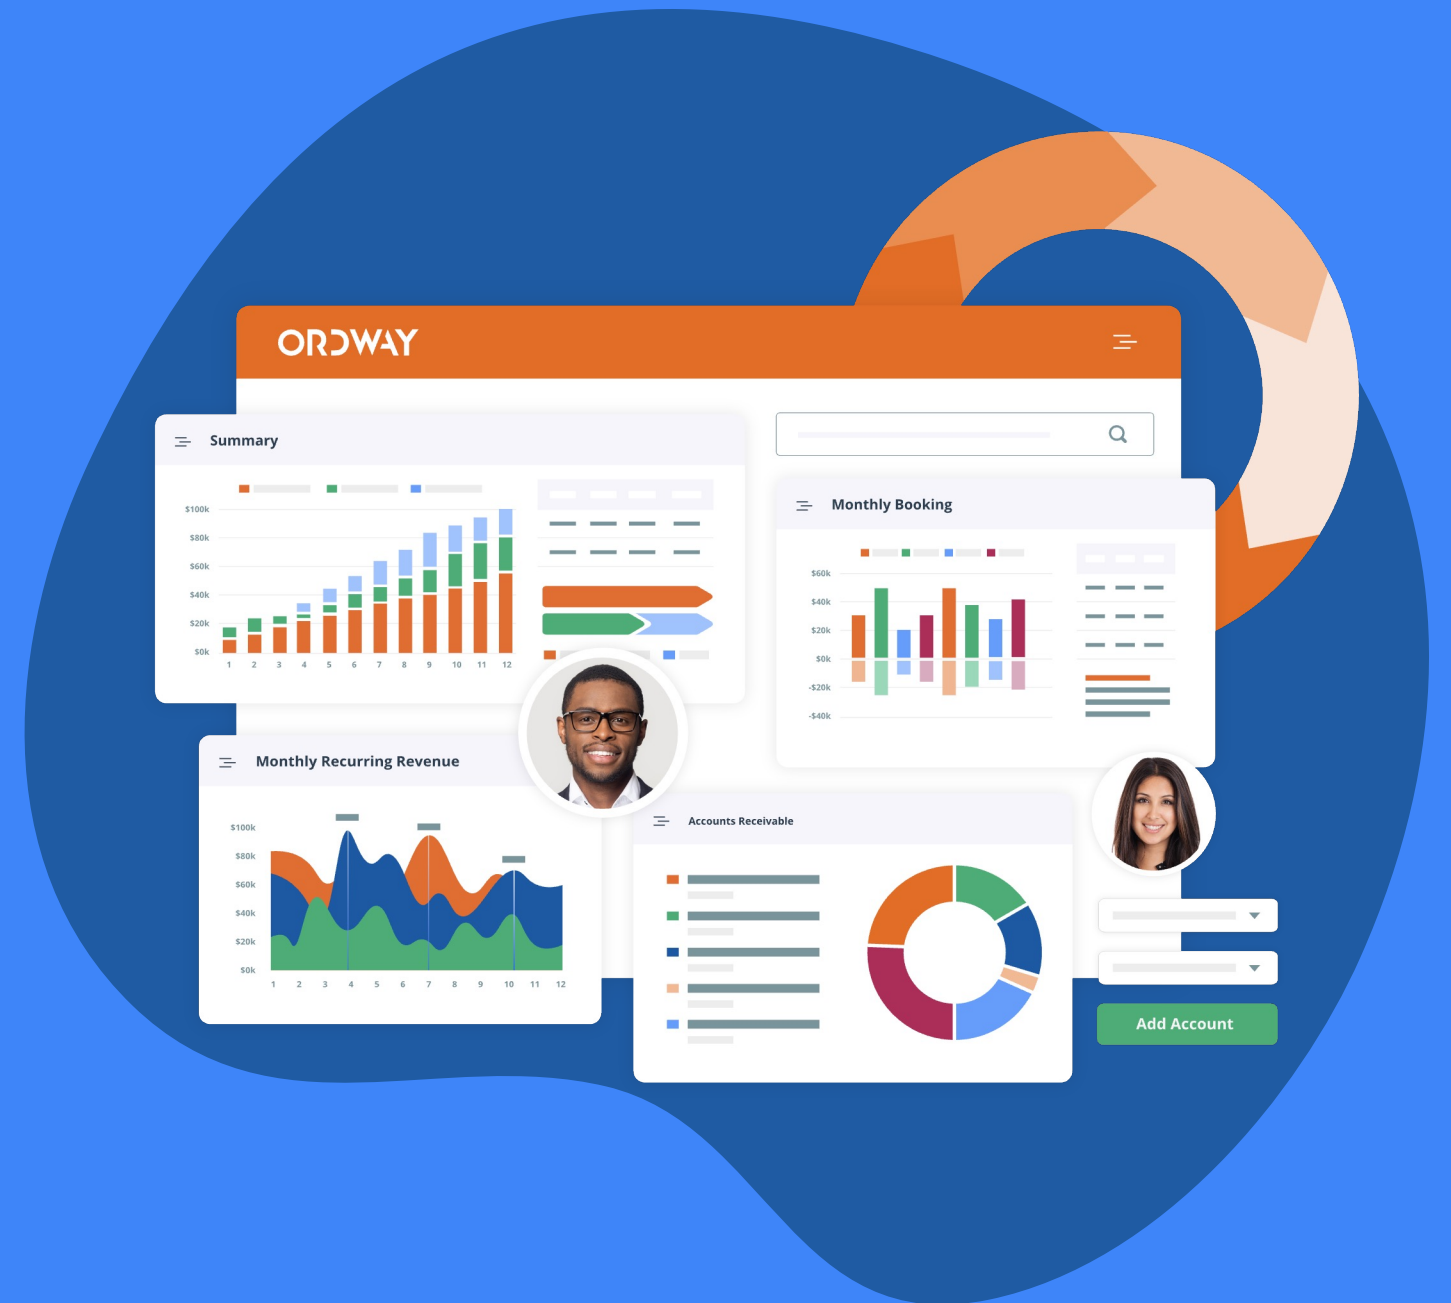 ORDWAY
Summary
$100k
$80k
$60k
$40k
$20k
$0k
1 2 3 4 5 6 7 8 9 10 11 12
Monthly Booking
$60k
$40k
$20k
$0k
-$20k
-$40k
Monthly Recurring Revenue
$100k
$80k
$60k
$40k
$20k
$0k
1 2 3 4 5 6 7 8 9 10 11 12
Accounts Receivable
Add Account